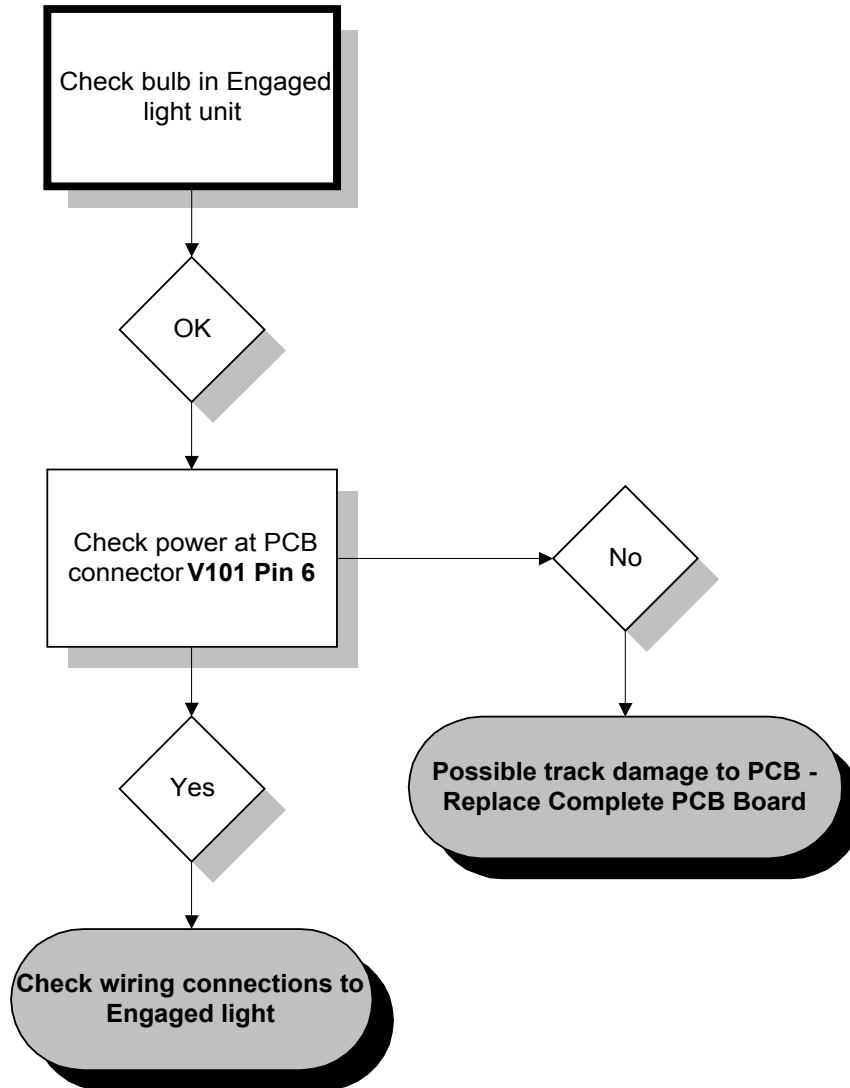 Check bulb in Engaged
light unit
OK
Check power at PCB
connector V101 Pin 6
No
Yes
Possible track damage to PCB -
Replace Complete PCB Board
Check wiring connections to
Engaged light